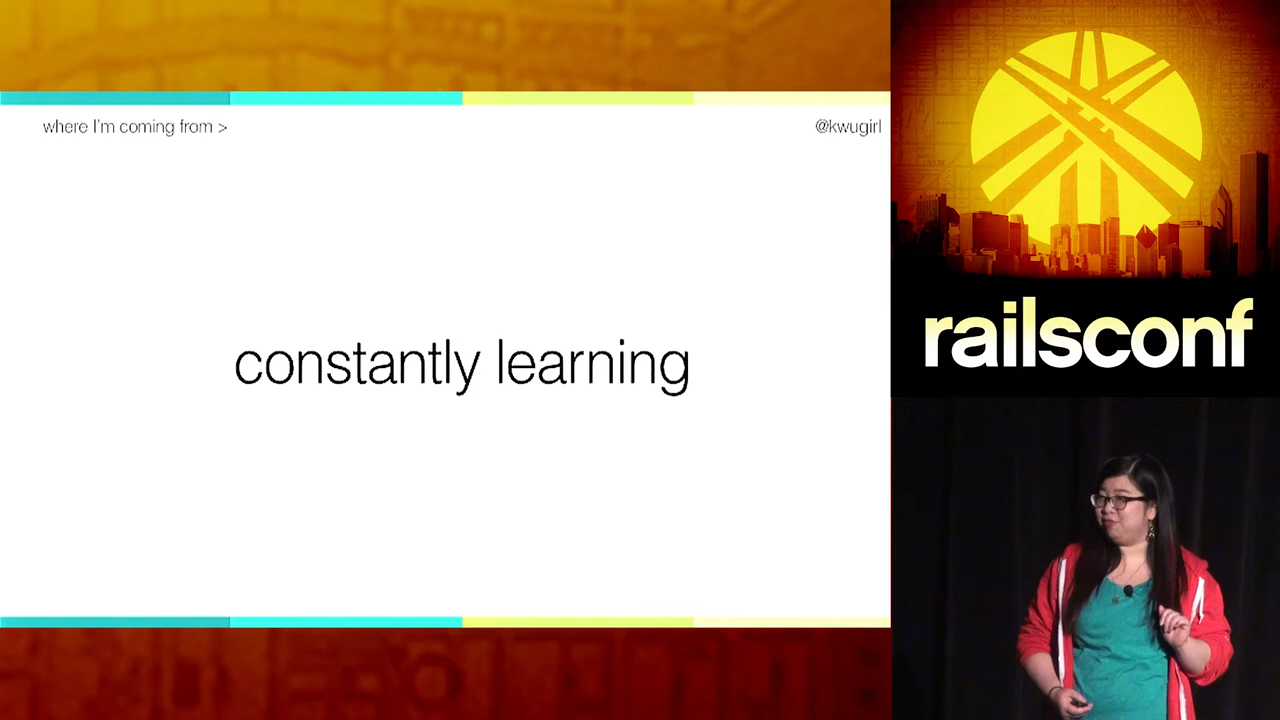 where I'm coming from >
@kwugirl
constantly learning
railsconf